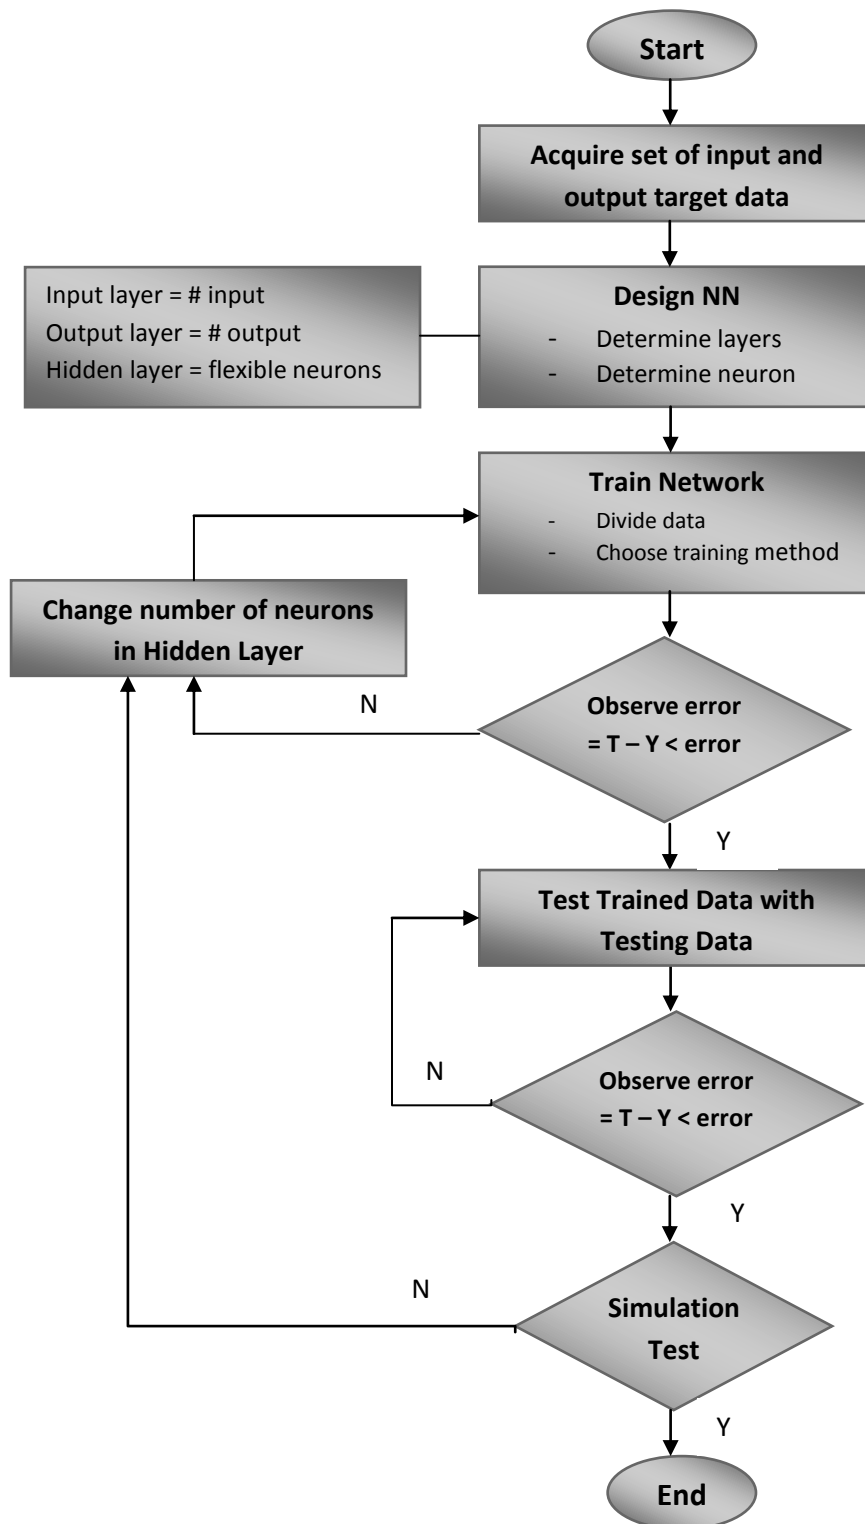 Start
Acquire set of input and
output target data
Input layer = # input
Output layer = # output
Hidden layer = flexible neurons
Design NN
- Determine layers
- Determine neuron
Train Network
- Divide data
- Choose training method
Change number of neurons
in Hidden Layer
N
Observe error
= T – Y < error
Y
Test Trained Data with
Testing Data
N
Observe error
= T – Y < error
Y
N
Simulation
Test
Y
End